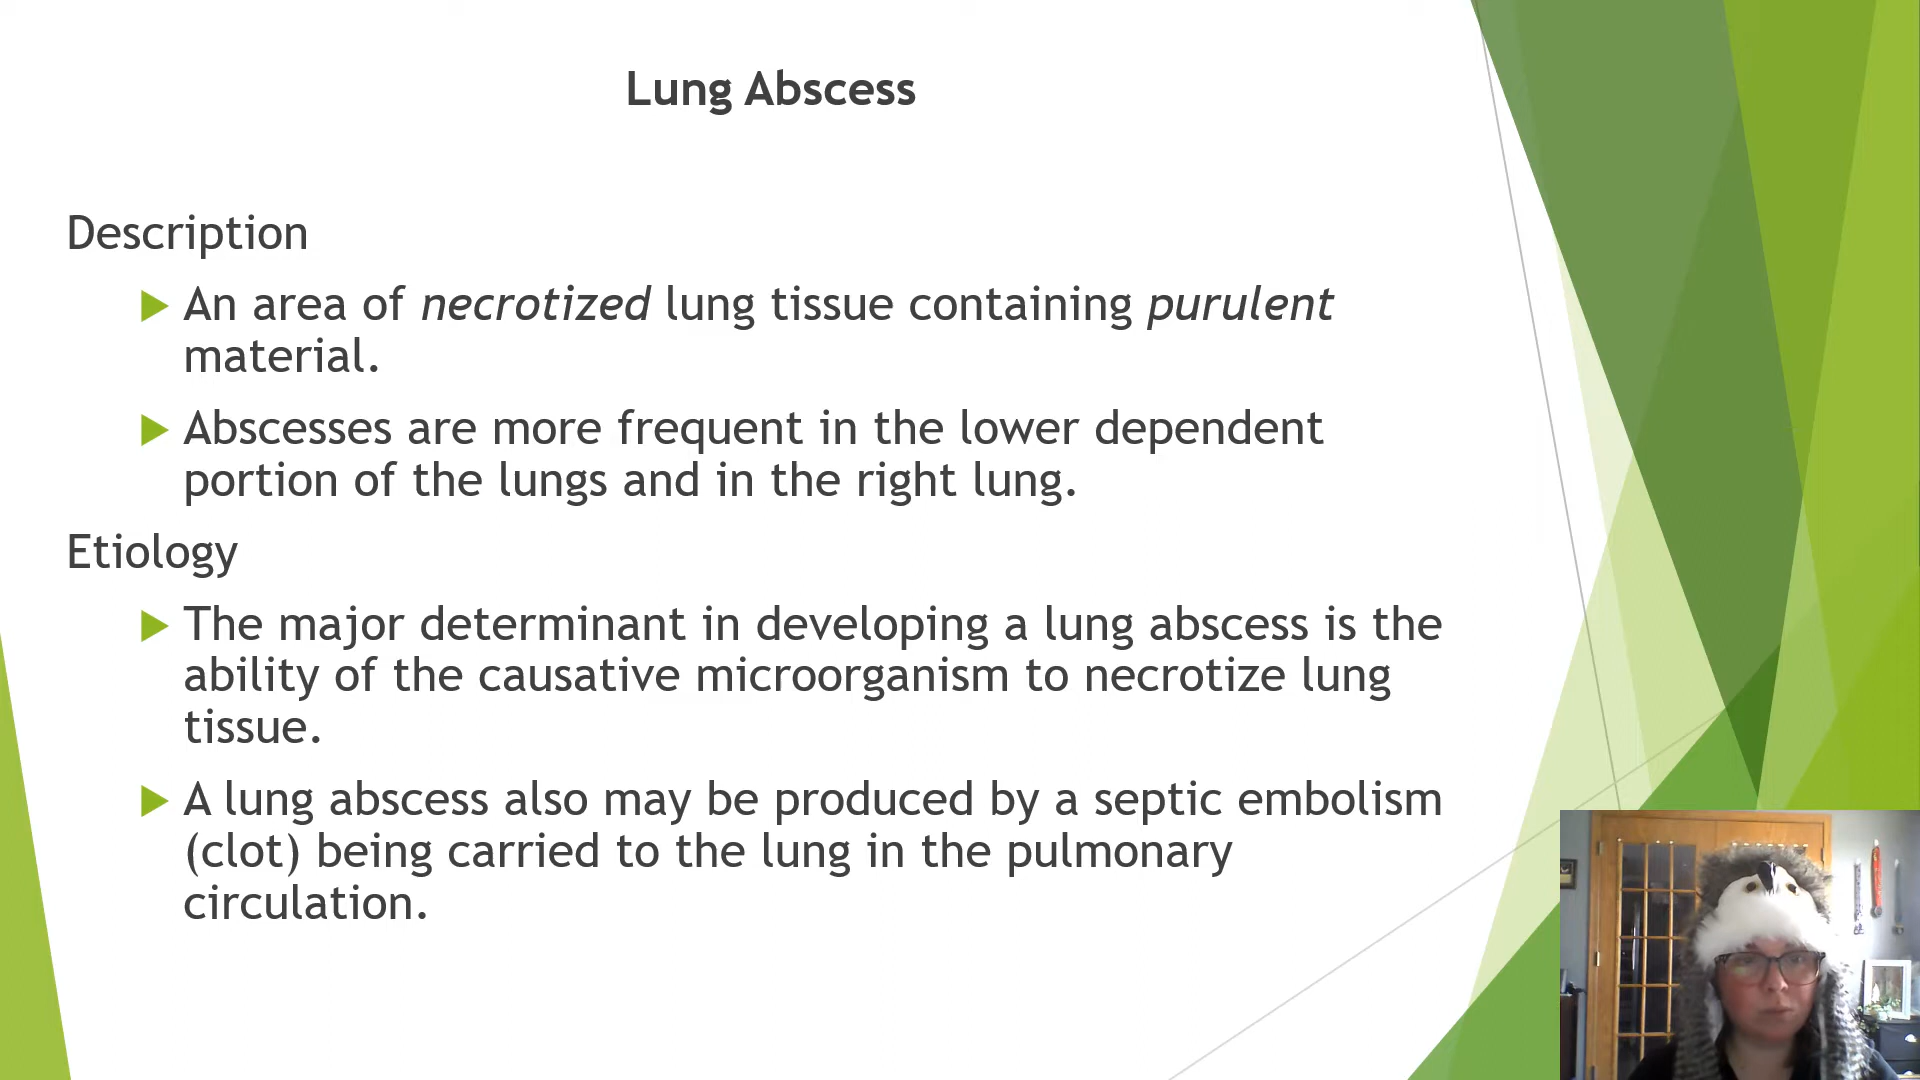 Lung Abscess
Description
An area of necrotized lung tissue containing purulent
material.
Abscesses are more frequent in the lower dependent
portion of the lungs and in the right lung.
Etiology
The major determinant in developing a lung abscess is the
ability of the causative microorganism to necrotize lung
tissue.
A lung abscess also may be produced by a septic embolism
(clot) being carried to the lung in the pulmonary
circulation.